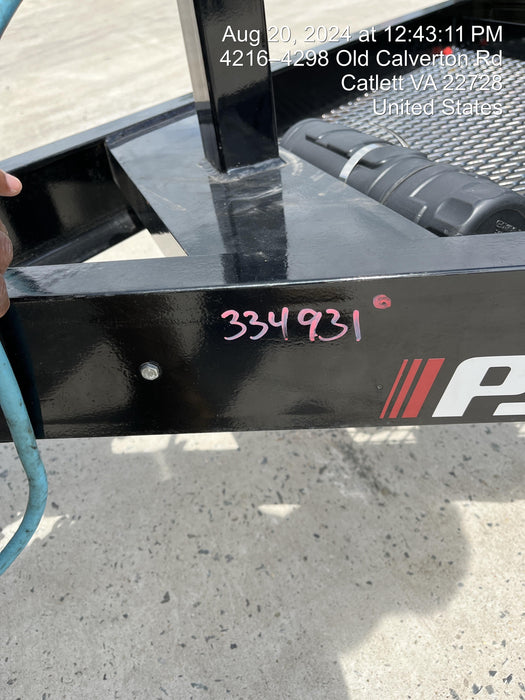 Aug 20, 2024 at 12:43:11 PM
4216–4298 Old Calverton Rd
Catlett VA 22728
United States
334931